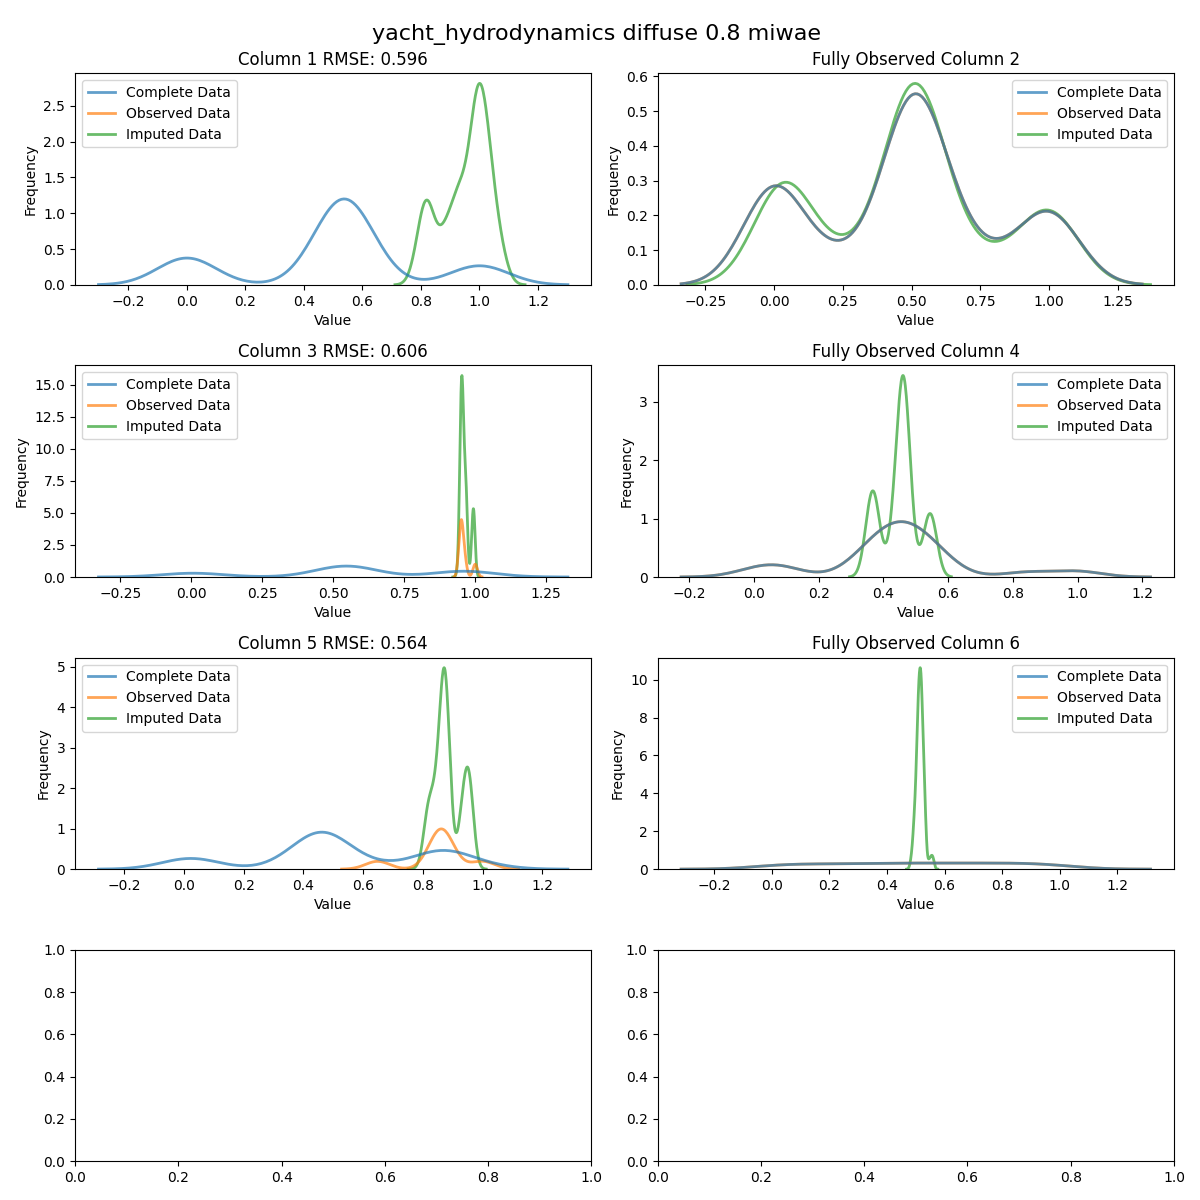 yacht_hydrodynamics diffuse 0.8 miwae
Column 1 RMSE: 0.596
Complete Data
Observed Data
Imputed Data
Frequency
0.0 0.5 1.0 1.5 2.0 2.5
−0.2 0.0 0.2 0.4 0.6 0.8 1.0 1.2
Value
Fully Observed Column 2
Complete Data
Observed Data
Imputed Data
Frequency
0.0 0.1 0.2 0.3 0.4 0.5 0.6
−0.25 0.00 0.25 0.50 0.75 1.00 1.25
Value
Column 3 RMSE: 0.606
Complete Data
Observed Data
Imputed Data
Frequency
0.0 2.5 5.0 7.5 10.0 12.5 15.0
−0.25 0.00 0.25 0.50 0.75 1.00 1.25
Value
Fully Observed Column 4
Complete Data
Observed Data
Imputed Data
Frequency
0 1 2 3
−0.2 0.0 0.2 0.4 0.6 0.8 1.0 1.2
Value
Column 5 RMSE: 0.564
Complete Data
Observed Data
Imputed Data
Frequency
0 1 2 3 4 5
−0.2 0.0 0.2 0.4 0.6 0.8 1.0 1.2
Value
Fully Observed Column 6
Complete Data
Observed Data
Imputed Data
Frequency
0 2 4 6 8 10
−0.2 0.0 0.2 0.4 0.6 0.8 1.0 1.2
Value
0.0 0.2 0.4 0.6 0.8 1.0
0.0 0.2 0.4 0.6 0.8 1.0
0.0 0.2 0.4 0.6 0.8 1.0
0.0 0.2 0.4 0.6 0.8 1.0